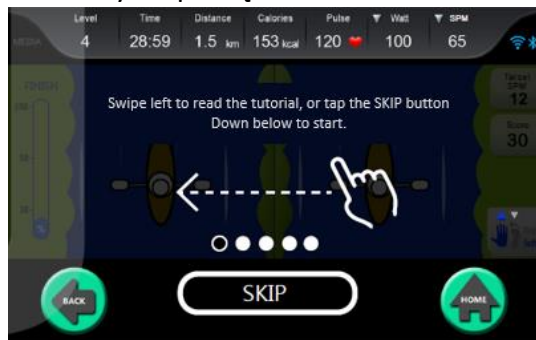 Level Time Distance Calories Pulse Watt SPM
4 28:59 1.5 km 153 kcal 120 100 65
MEDIA
FINISH
Target
SPM
12
Score
30
Swipe left to read the tutorial, or tap the SKIP button
Down below to start.
BACK
SKIP
HOME